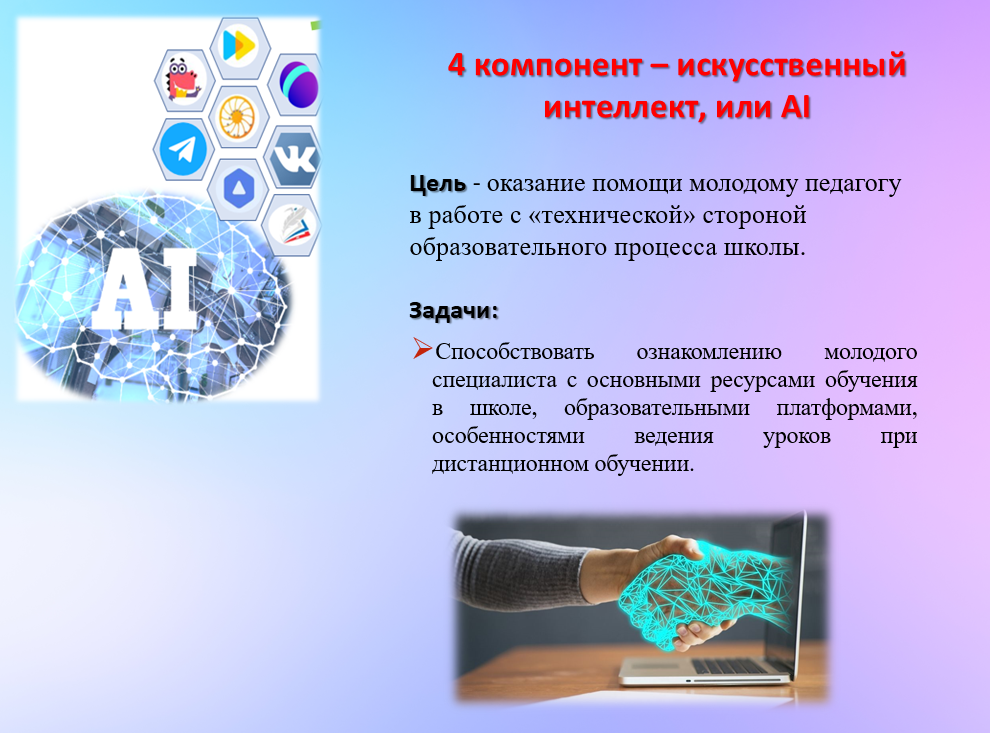 4 компонент – искусственный
интеллект, или AI
Цель - оказание помощи молодому педагогу
в работе с «технической» стороной
образовательного процесса школы.
Задачи:
Способствовать ознакомлению молодого
специалиста с основными ресурсами обучения
в школе, образовательными платформами,
особенностями ведения уроков при
дистанционном обучении.
AI